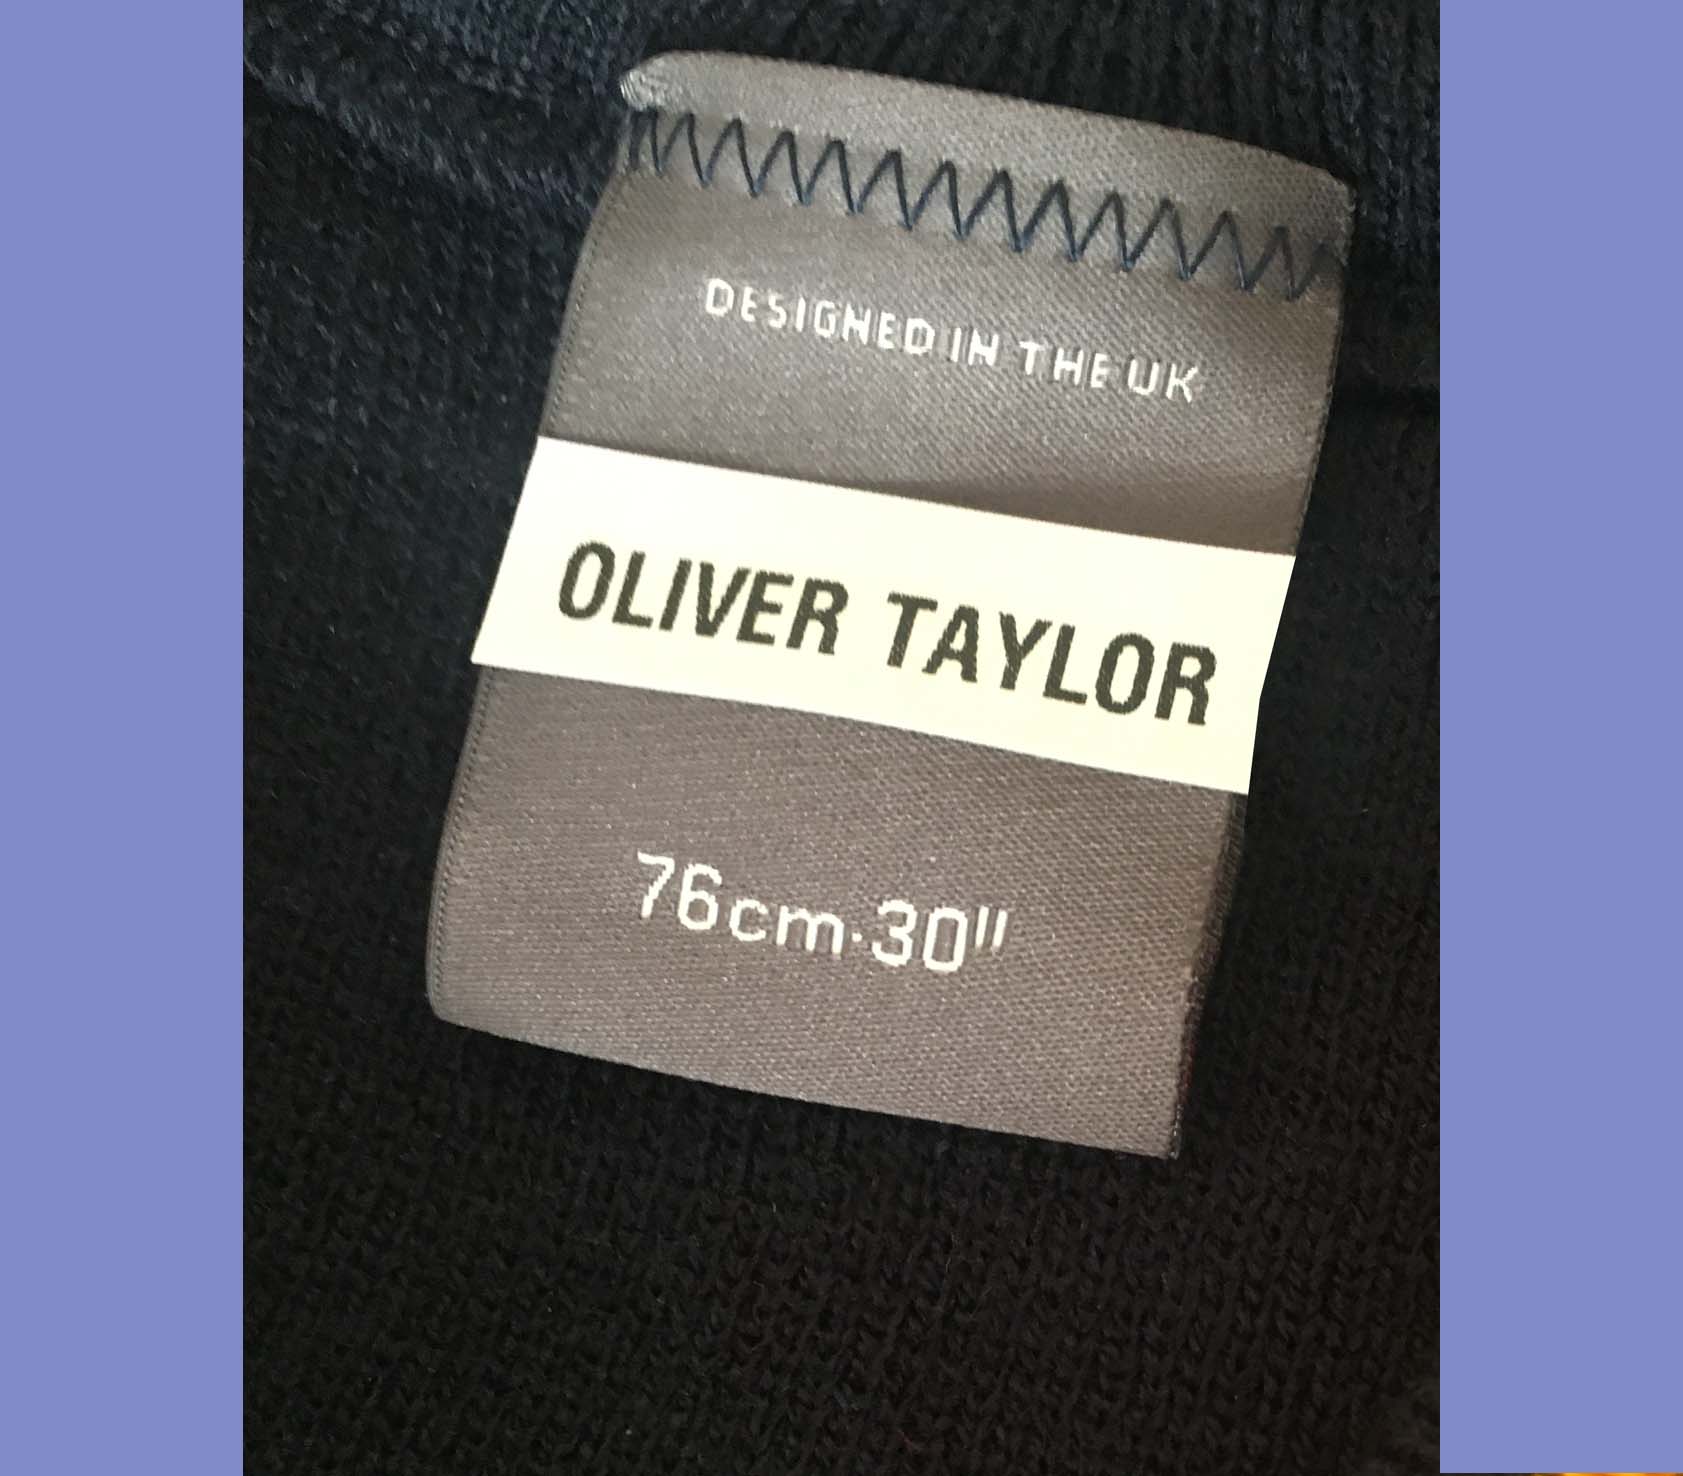 DESIGNED IN THE UK
OLIVER TAYLOR
76cm·30"